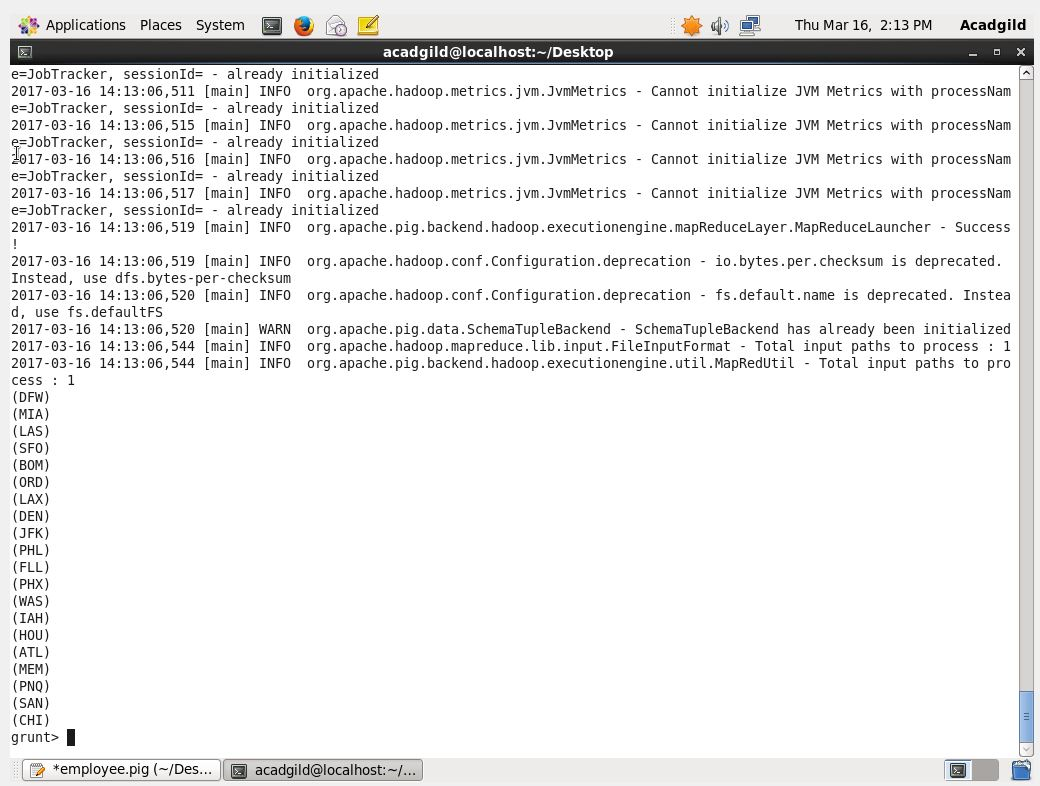 Applications Places System Thu Mar 16, 2:13 PM Acadgild
acadgild@localhost:~/Desktop
e=JobTracker, sessionId= - already initialized
2017-03-16 14:13:06,511 [main] INFO  org.apache.hadoop.metrics.jvm.JvmMetrics - Cannot initialize JVM Metrics with processNam
e=JobTracker, sessionId= - already initialized
2017-03-16 14:13:06,515 [main] INFO  org.apache.hadoop.metrics.jvm.JvmMetrics - Cannot initialize JVM Metrics with processNam
e=JobTracker, sessionId= - already initialized
2017-03-16 14:13:06,516 [main] INFO  org.apache.hadoop.metrics.jvm.JvmMetrics - Cannot initialize JVM Metrics with processNam
e=JobTracker, sessionId= - already initialized
2017-03-16 14:13:06,517 [main] INFO  org.apache.hadoop.metrics.jvm.JvmMetrics - Cannot initialize JVM Metrics with processNam
e=JobTracker, sessionId= - already initialized
2017-03-16 14:13:06,519 [main] INFO  org.apache.pig.backend.hadoop.executionengine.mapReduceLayer.MapReduceLauncher - Success
!
2017-03-16 14:13:06,519 [main] INFO  org.apache.hadoop.conf.Configuration.deprecation - io.bytes.per.checksum is deprecated.
Instead, use dfs.bytes-per-checksum
2017-03-16 14:13:06,520 [main] INFO  org.apache.hadoop.conf.Configuration.deprecation - fs.default.name is deprecated. Instea
d, use fs.defaultFS
2017-03-16 14:13:06,520 [main] WARN  org.apache.pig.data.SchemaTupleBackend - SchemaTupleBackend has already been initialized
2017-03-16 14:13:06,544 [main] INFO  org.apache.hadoop.mapreduce.lib.input.FileInputFormat - Total input paths to process : 1
2017-03-16 14:13:06,544 [main] INFO  org.apache.pig.backend.hadoop.executionengine.util.MapRedUtil - Total input paths to pro
cess : 1
(DFW)
(MIA)
(LAS)
(SFO)
(BOM)
(ORD)
(LAX)
(DEN)
(JFK)
(PHL)
(FLL)
(PHX)
(WAS)
(IAH)
(HOU)
(ATL)
(MEM)
(PNQ)
(SAN)
(CHI)
grunt>
*employee.pig (~/Des... acadgild@localhost:~/...